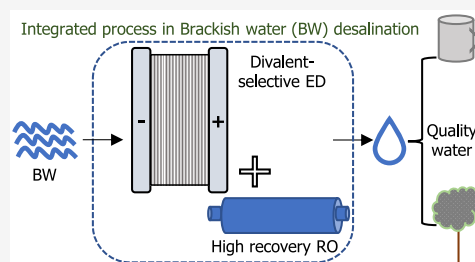 Integrated process in Brackish water (BW) desalination
Divalent-
selective ED
-
+
BW
High recovery RO
Quality
water